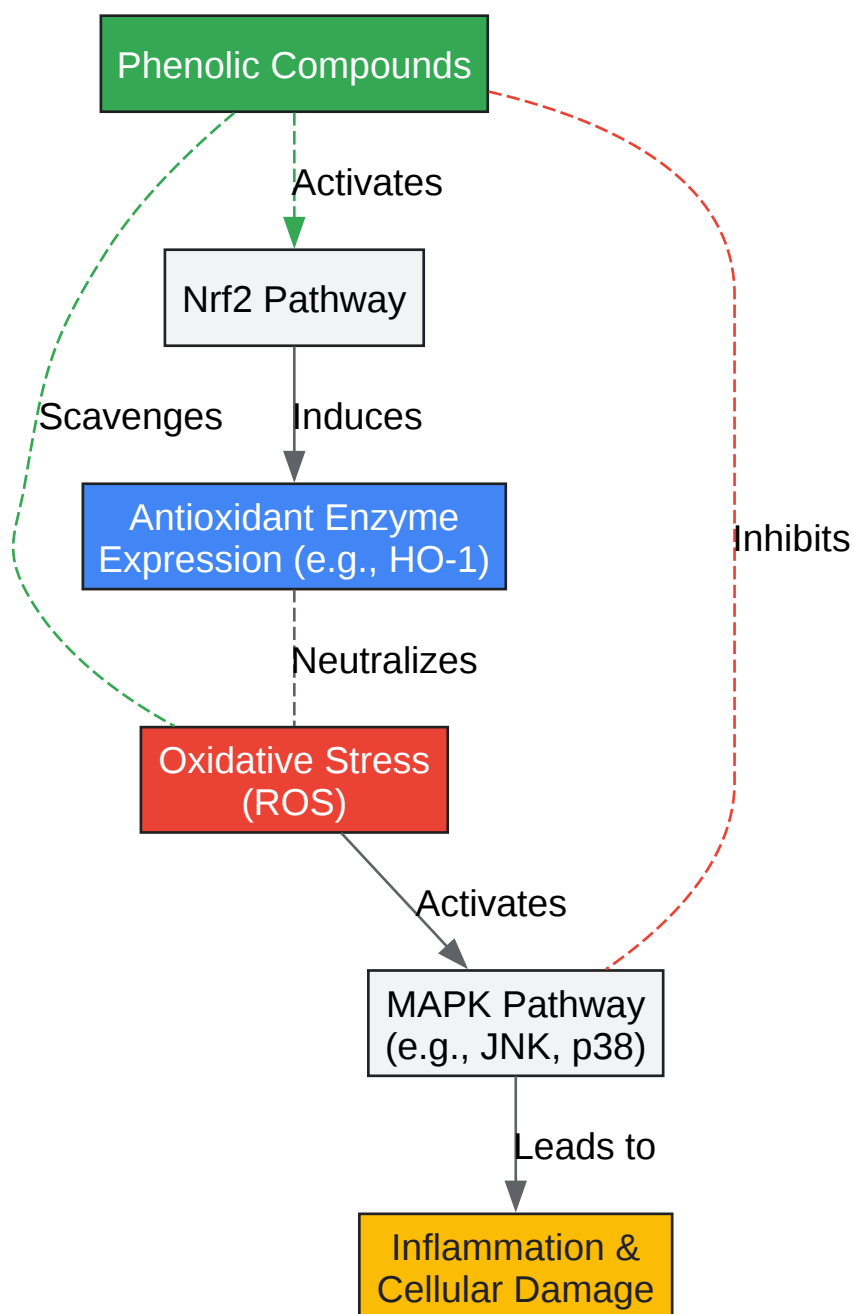 Phenolic Compounds
Activates
Nrf2 Pathway
Scavenges
Induces
Antioxidant Enzyme
Expression (e.g., HO-1)
Inhibits
Neutralizes
Oxidative Stress
(ROS)
Activates
MAPK Pathway
(e.g., JNK, p38)
Leads to
Inflammation &
Cellular Damage